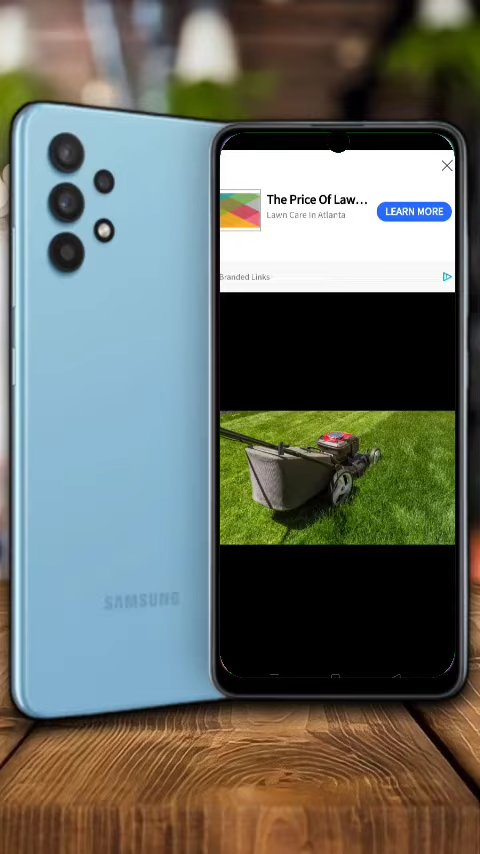 The Price Of Law...
Lawn Care In Atlanta
LEARN MORE
Branded Links
SAMSUNG